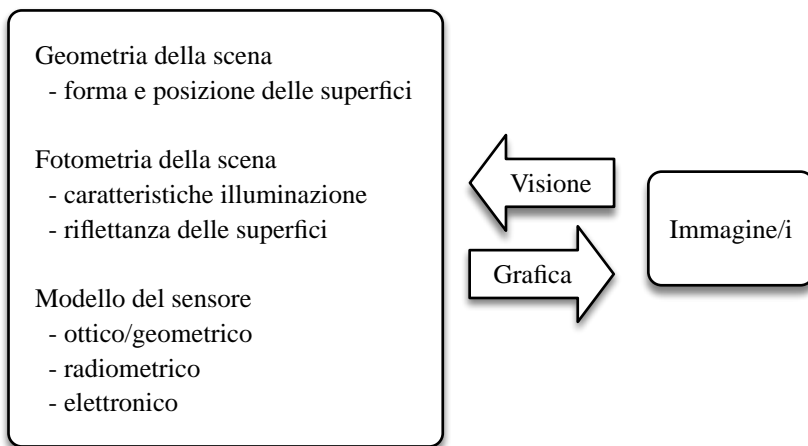 Geometria della scena
- forma e posizione delle superfici
Fotometria della scena
- caratteristiche illuminazione
- riflettanza delle superfici
Modello del sensore
- ottico/geometrico
- radiometrico
- elettronico
Visione
Grafica
Immagine/i